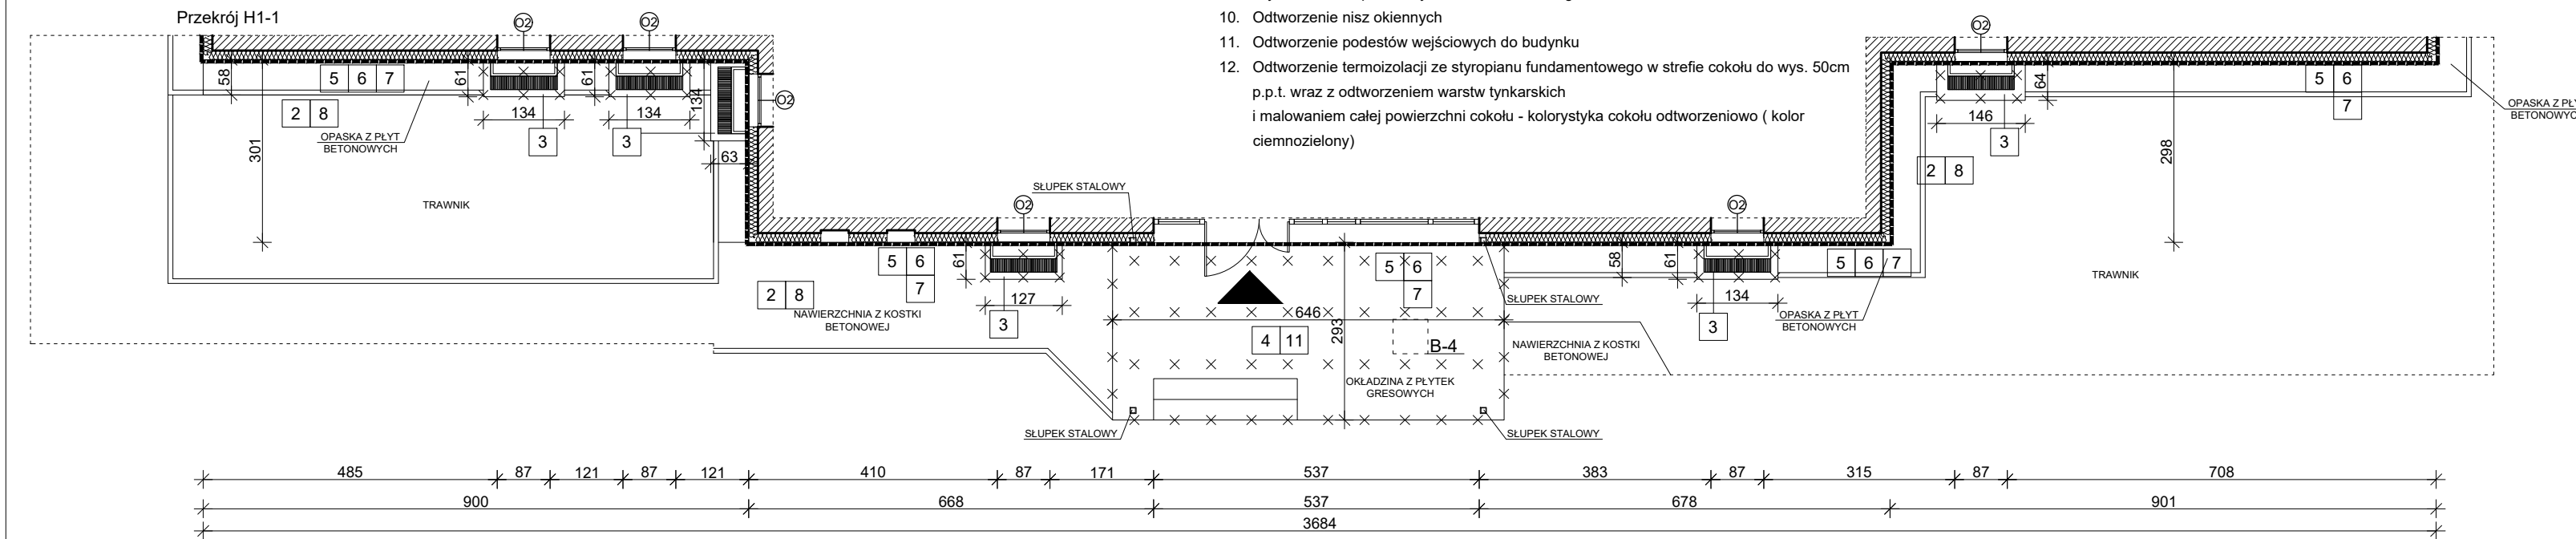 Przekrój H1-1
10. Odtworzenie nisz okiennych
11. Odtworzenie podestów wejściowych do budynku
12. Odtworzenie termoizolacji ze styropianu fundamentowego w strefie cokołu do wys. 50cm
p.p.t. wraz z odtworzeniem warstw tynkarskich
i malowaniem całej powierzchni cokołu - kolorystyka cokołu odtworzeniowo ( kolor
ciemnozielony)
O2
O2
O2
O2
58
5 6 7
61
61
134
O2
64
5 6
7
OPASKA Z PŁY
BETONOWYC
2 8
134
134
146
OPASKA Z PŁYT
BETONOWYCH
3
3
3
301
63
298
2 8
TRAWNIK
SŁUPEK STALOWY
O2
O2
5 6
7
61
5 6
7
58
61
5 6 7
TRAWNIK
2 8
127
134
NAWIERZCHNIA Z KOSTKI
BETONOWEJ
3
646
SŁUPEK STALOWY
3
OPASKA Z PŁYT
BETONOWYCH
4 11
293
B-4
NAWIERZCHNIA Z KOSTKI
BETONOWEJ
OKŁADZINA Z PŁYTEK
GRESOWYCH
SŁUPEK STALOWY
SŁUPEK STALOWY
485 87 121 87 121 410 87 171 537 383 87 315 87 708
900 668 537 678 901
3684